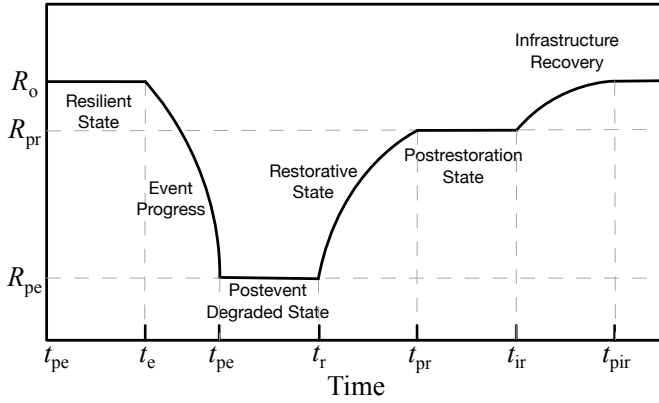 Infrastructure
Recovery
R_o
Resilient
State
R_pr
Restorative
State
Postrestoration
State
Event
Progress
R_pe
Postevent
Degraded State
t_pe t_e t_pe t_r t_pr t_ir t_pir
Time